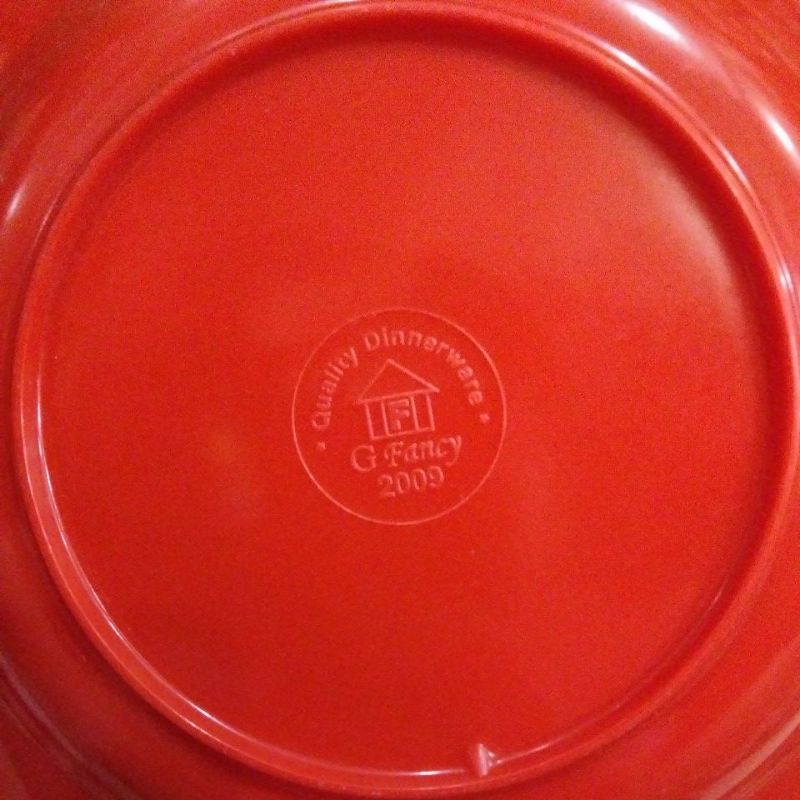 Quality Dinnerware
F
G Fancy
2009